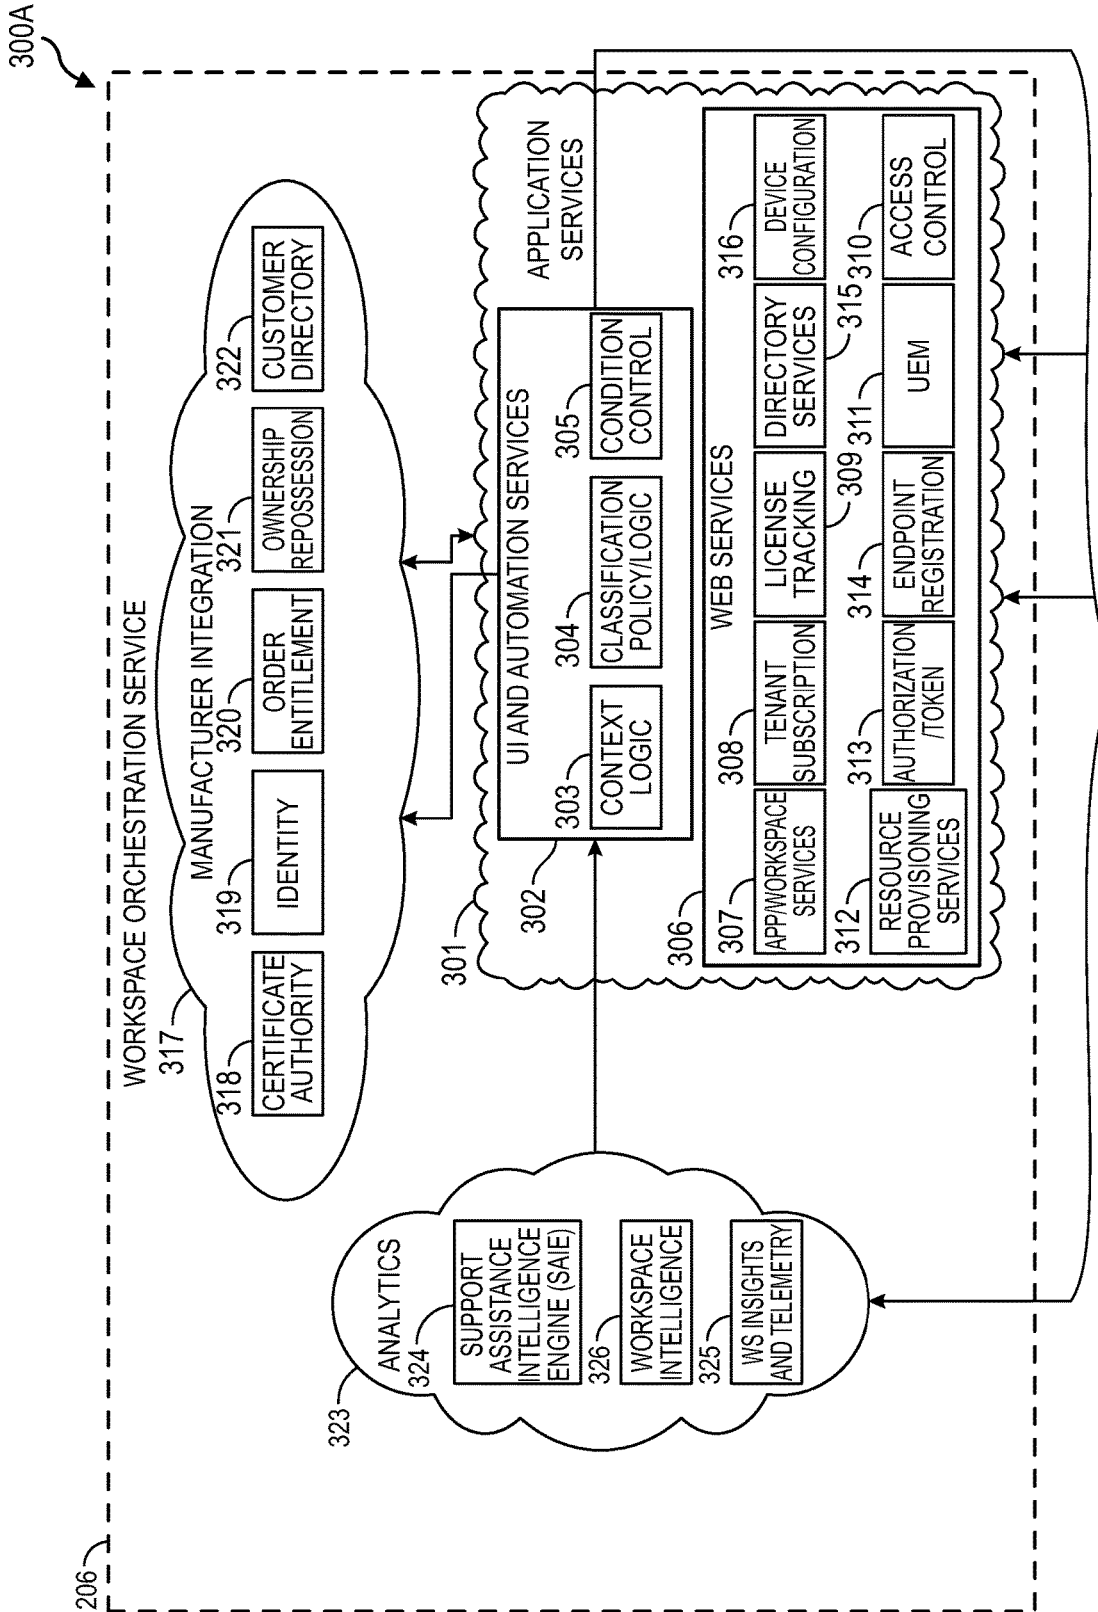 300A
206
WORKSPACE ORCHESTRATION SERVICE
317
MANUFACTURER INTEGRATION
318
CERTIFICATE
AUTHORITY
319
IDENTITY
320
ORDER
ENTITLEMENT
321
OWNERSHIP
REPOSSESSION
322
CUSTOMER
DIRECTORY
323
ANALYTICS
324
SUPPORT
ASSISTANCE
INTELLIGENCE
ENGINE (SAIE)
326
WORKSPACE
INTELLIGENCE
325
WS INSIGHTS
AND TELEMETRY
301
APPLICATION
SERVICES
302
UI AND AUTOMATION SERVICES
303
CONTEXT
LOGIC
304
CLASSIFICATION
POLICY/LOGIC
305
CONDITION
CONTROL
306
WEB SERVICES
307
APP/WORKSPACE
SERVICES
308
TENANT
SUBSCRIPTION
LICENSE
TRACKING
309
DIRECTORY
SERVICES
315
316
DEVICE
CONFIGURATION
312
RESOURCE
PROVISIONING
SERVICES
313
AUTHORIZATION
/TOKEN
314
ENDPOINT
REGISTRATION
311
UEM
310
ACCESS
CONTROL